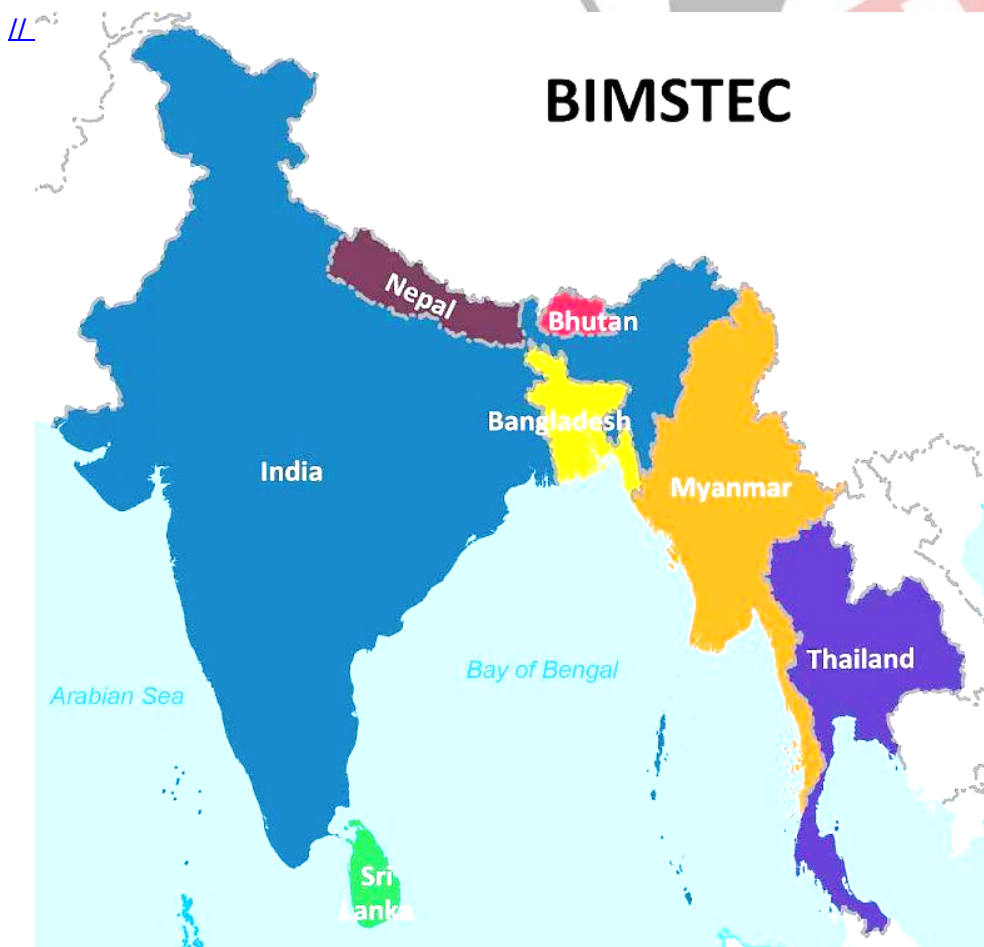 //
BIMSTEC
Nepal
Bhutan
Bangladesh
India
Myanmar
Thailand
Bay of Bengal
Arabian Sea
Sri
Lanka